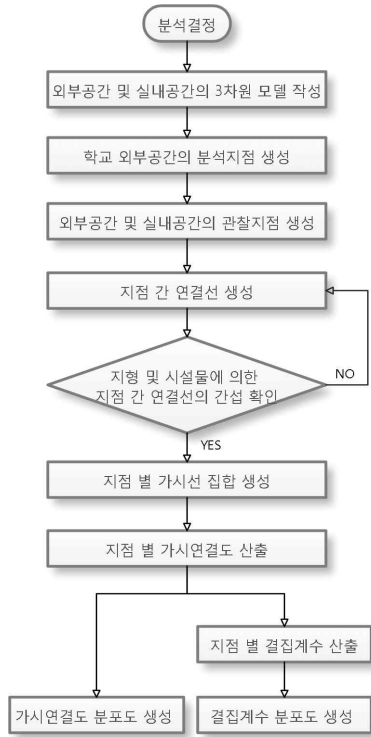 분석결정
외부공간 및 실내공간의 3차원 모델 작성
학교 외부공간의 분석지점 생성
외부공간 및 실내공간의 관찰지점 생성
지점 간 연결선 생성
지형 및 시설물에 의한
지점 간 연결선의 간섭 확인
NO
YES
지점 별 가시선 집합 생성
지점 별 가시연결도 산출
지점 별 결집계수 산출
가시연결도 분포도 생성
결집계수 분포도 생성